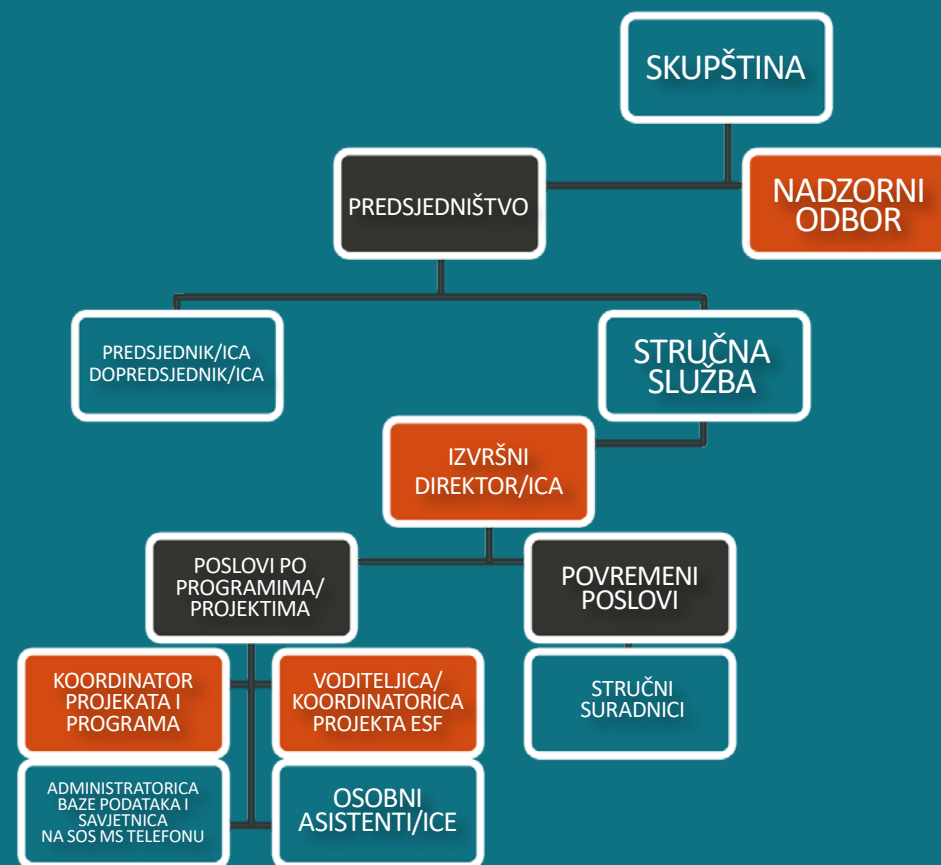 SKUPŠTINA
PREDSJEDNIŠTVO
NADZORNI
ODBOR
PREDSJEDNIK/ICA
DOPREDSJEDNIK/ICA
STRUČNA
SLUŽBA
IZVRŠNI
DIREKTOR/ICA
POSLOVI PO
PROGRAMIMA/
PROJEKTIMA
POVREMENI
POSLOVI
KOORDINATOR
PROJEKATA I
PROGRAMA
VODITELJICA/
KOORDINATORICA
PROJEKTA ESF
STRUČNI
SURADNICI
ADMINISTRATORICA
BAZE PODATAKA I
SAVJETNICA
NA SOS MS TELEFONU
OSOBNI
ASISTENTI/ICE